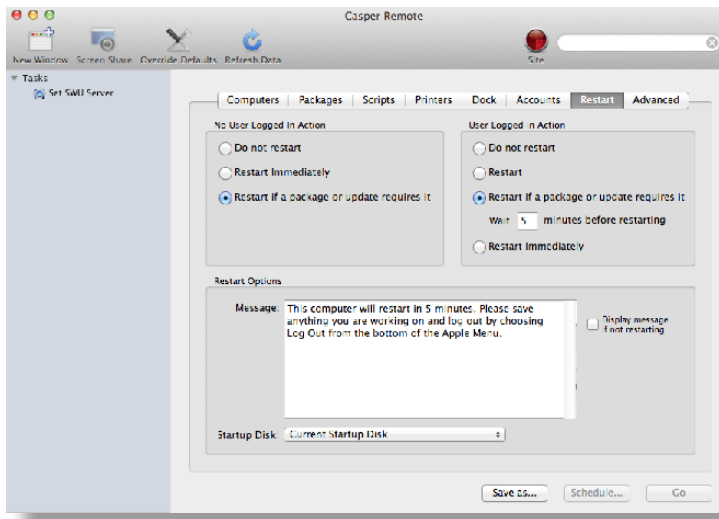 Casper Remote
New Window Screen Share Override Defaults Refresh Data Site
Tasks
Set SWU Server
Computers Packages Scripts Printers Dock Accounts Restart Advanced
No User Logged In Action
Do not restart
Restart Immediately
Restart if a package or update requires it
User Logged In Action
Do not restart
Restart
Restart if a package or update requires it
Wait 5 minutes before restarting
Restart Immediately
Restart Options
Message: This computer will restart in 5 minutes. Please save
anything you are working on and log out by choosing
Log Out from the bottom of the Apple Menu.
Display message
if not restarting
Startup Disk: Current Startup Disk
Save as... Schedule... Go